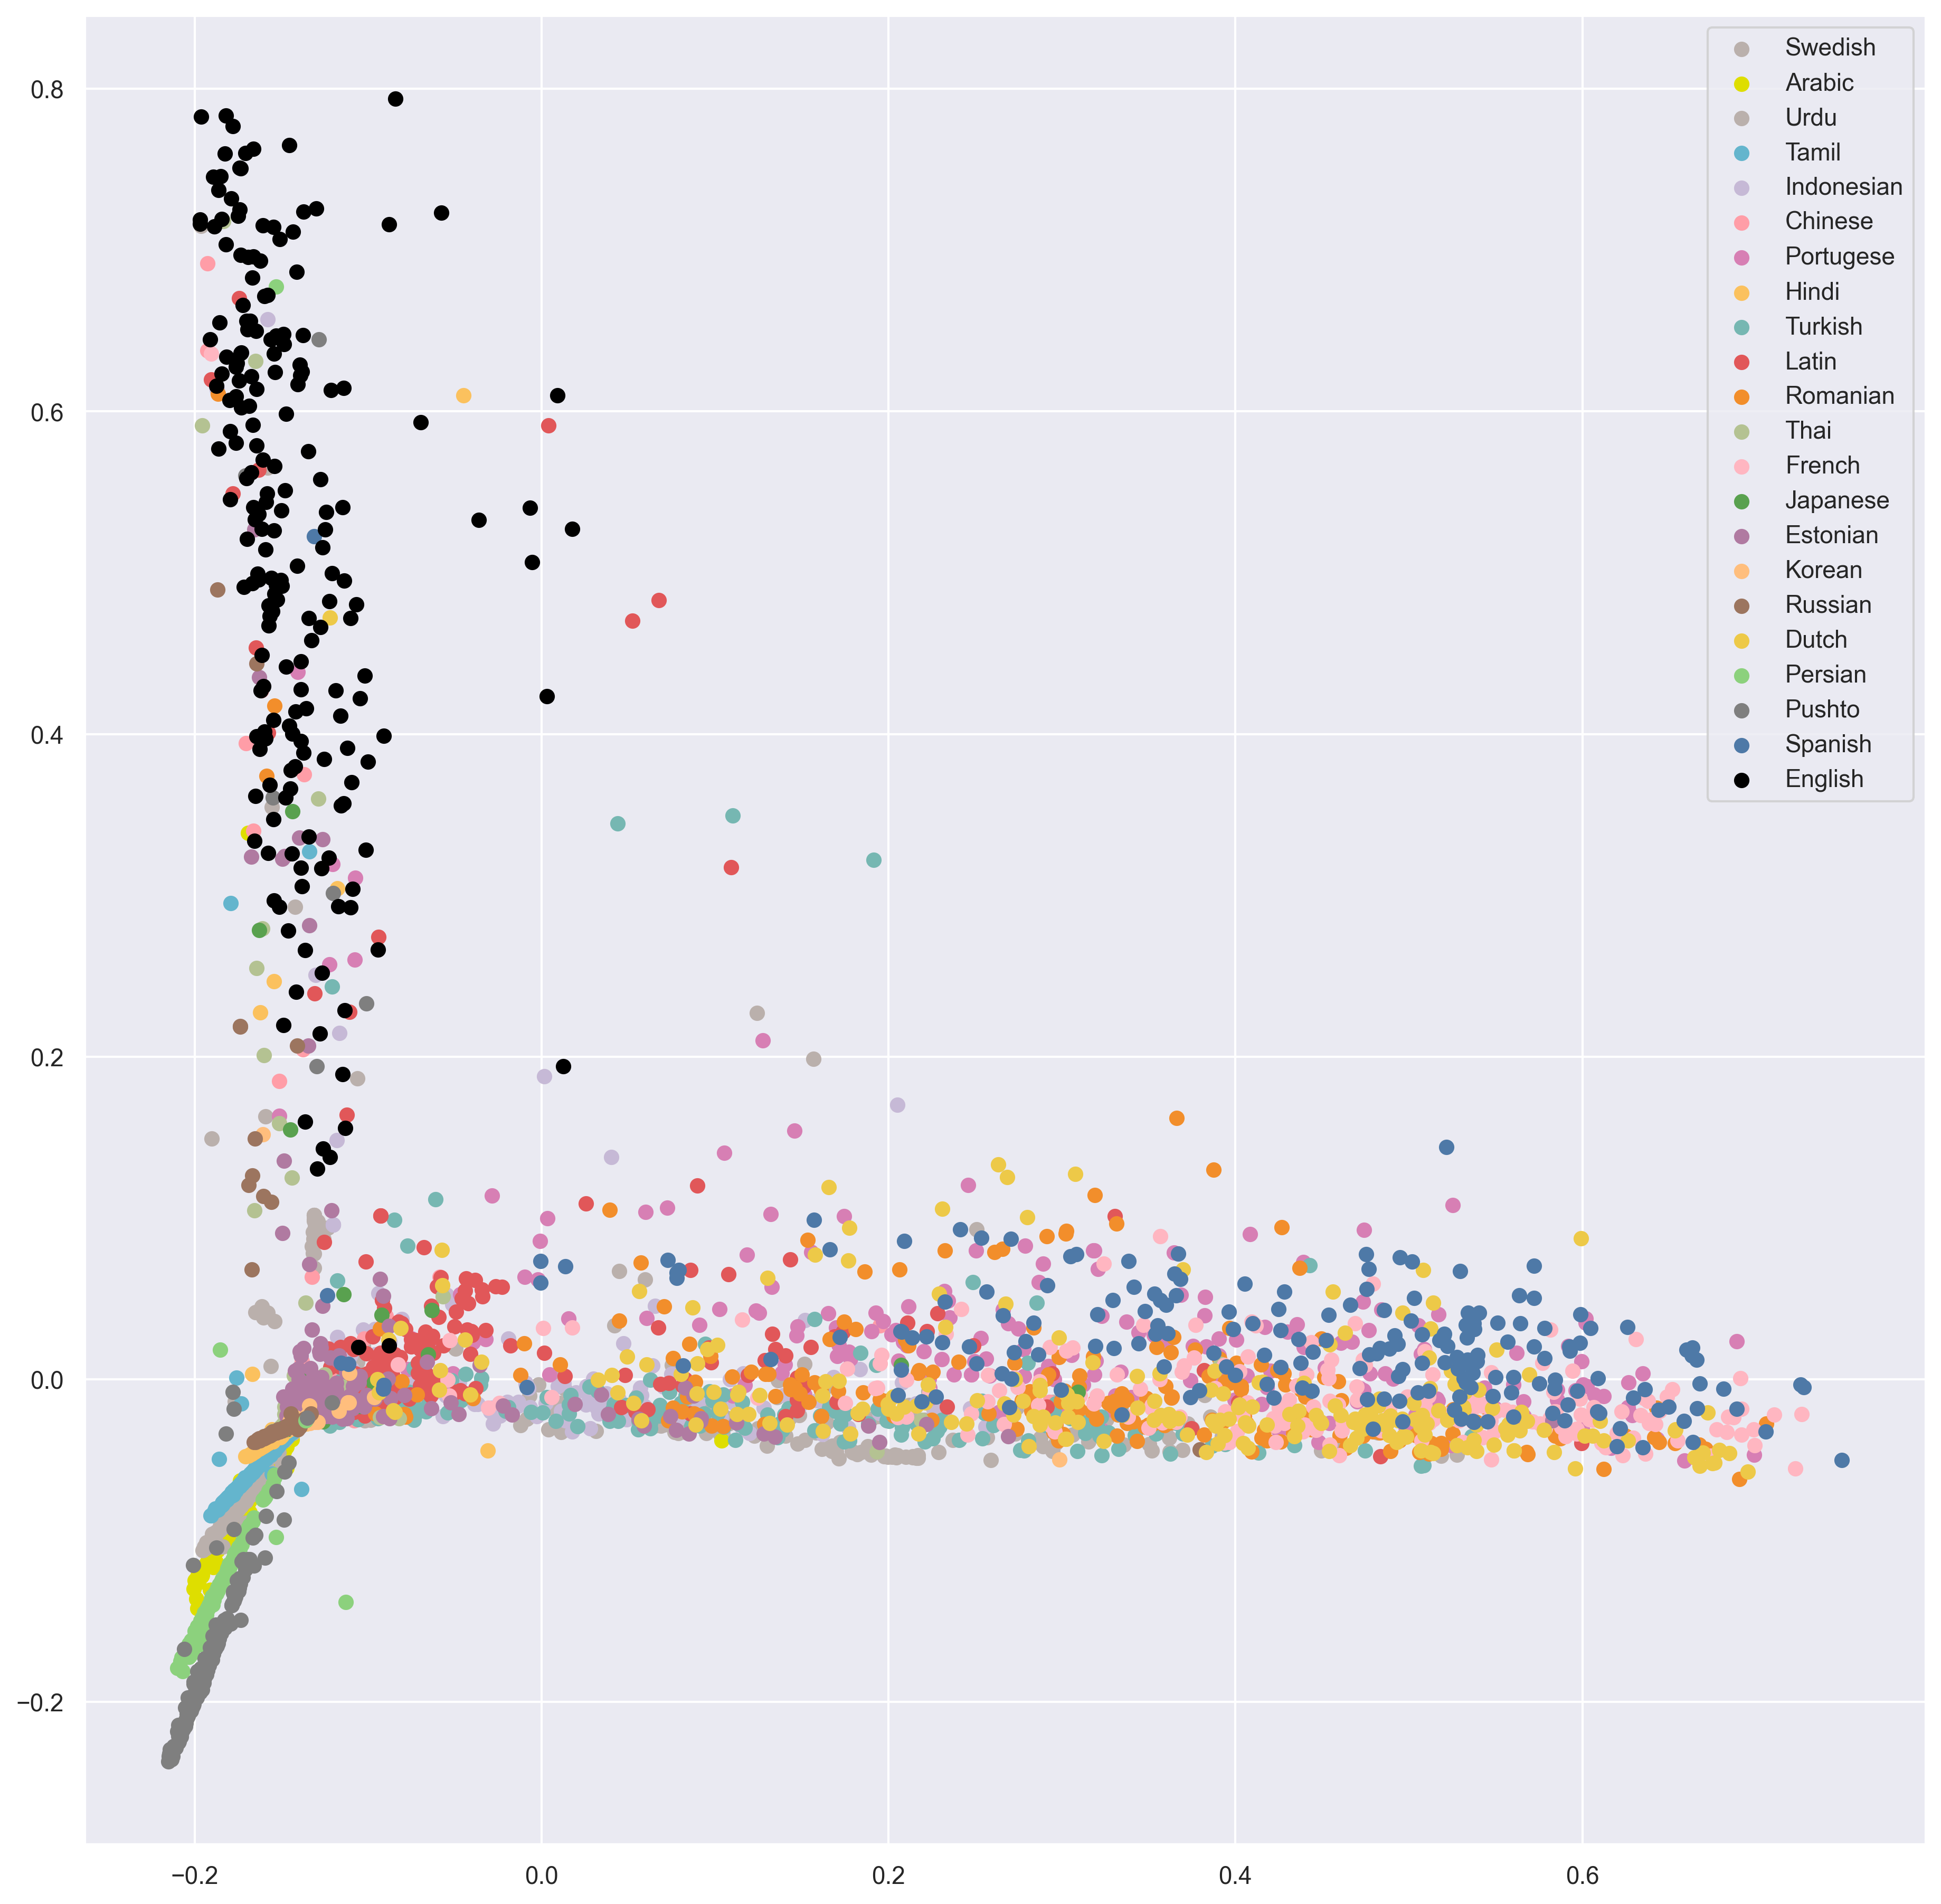 Swedish
Arabic
Urdu
Tamil
Indonesian
Chinese
Portugese
Hindi
Turkish
Latin
Romanian
Thai
French
Japanese
Estonian
Korean
Russian
Dutch
Persian
Pushto
Spanish
English
0.8
0.6
0.4
0.2
0.0
−0.2
−0.2 0.0 0.2 0.4 0.6